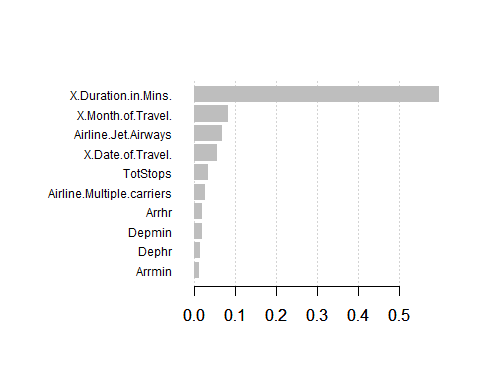 X.Duration.in.Mins.
X.Month.of.Travel.
Airline.Jet.Airways
X.Date.of.Travel.
TotStops
Airline.Multiple.carriers
Arrhr
Depmin
Dephr
Arrmin
0.0 0.1 0.2 0.3 0.4 0.5